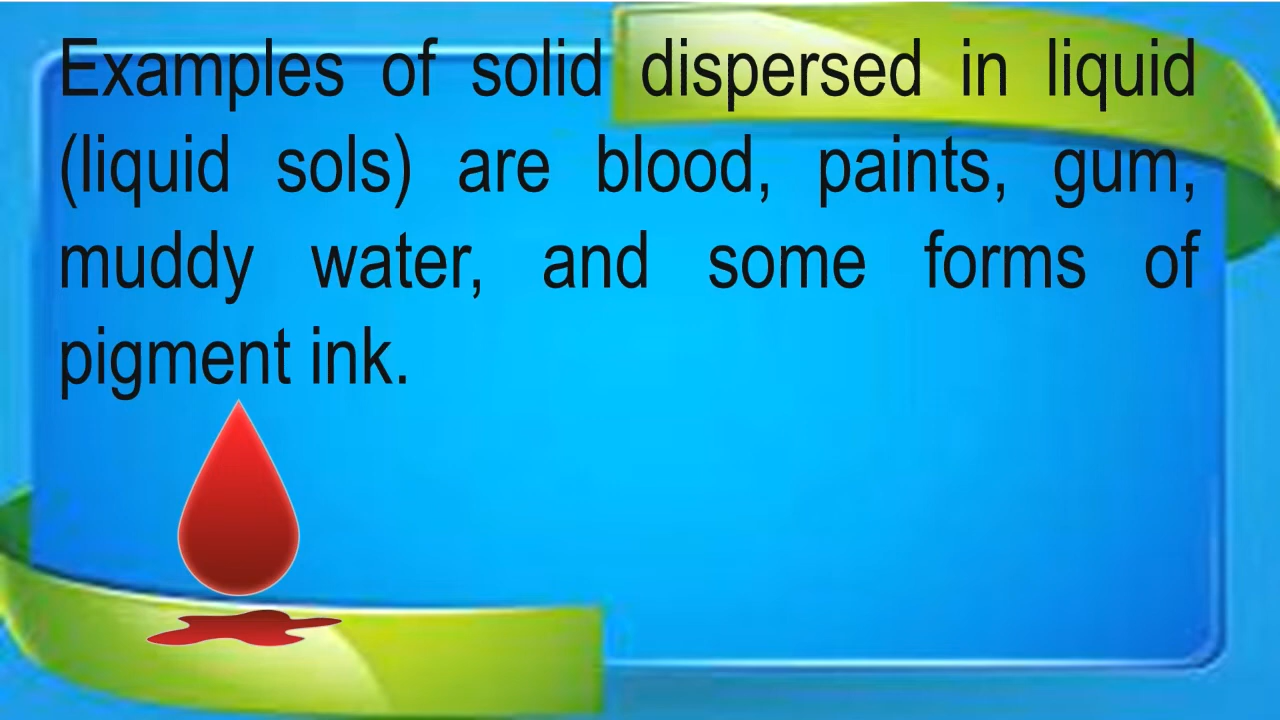 Examples of solid dispersed in liquid
(liquid sols) are blood, paints, gum,
muddy water, and some forms of
pigment ink.